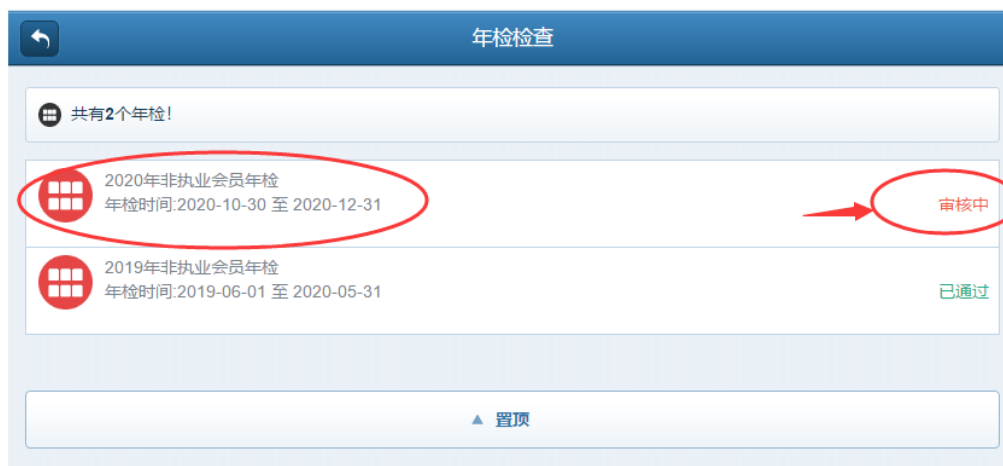 年检检查
共有2个年检！
2020年非执业会员年检
年检时间:2020-10-30 至 2020-12-31
审核中
2019年非执业会员年检
年检时间:2019-06-01 至 2020-05-31
已通过
▲ 置顶